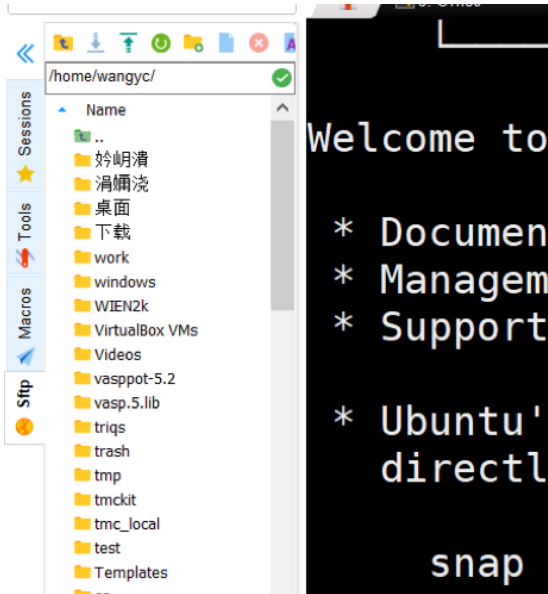 /home/wangyc/
Name
..
妗岄潰
涓嬭浇
桌面
下载
work
windows
WIEN2k
VirtualBox VMs
Videos
vasppot-5.2
vasp.5.lib
triqs
trash
tmp
tmckit
tmc_local
test
Templates
Sessions
Tools
Macros
Sftp
Welcome to
* Documen
* Managem
* Support
* Ubuntu'
directl
snap